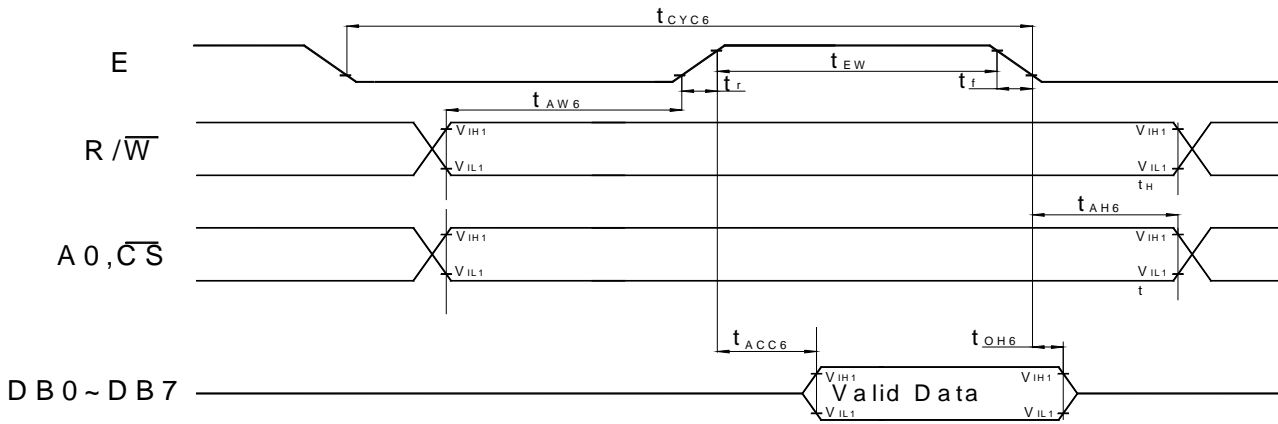 tCYC6
E
tEW
tr
tf
tAW6
R/W̅
VIH1
VIH1
VIL1
VIL1
tH
tAH6
A0,C̅S̅
VIH1
VIH1
VIL1
VIL1
t
tACC6
tOH6
DB0~DB7
VIH1
VIH1
Valid Data
VIL1
VIL1